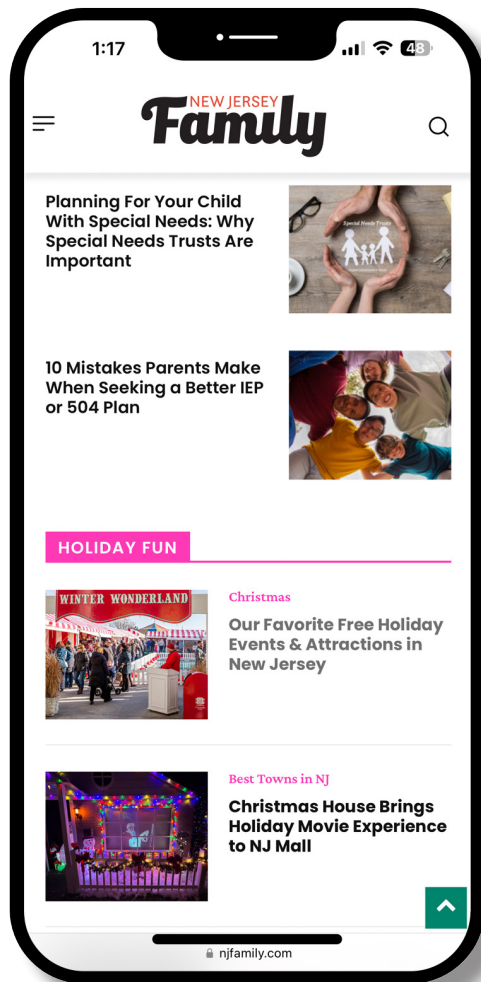 1:17
48
NEW JERSEY
Family
Planning For Your Child
With Special Needs: Why
Special Needs Trusts Are
Important
Special Needs Trusts
10 Mistakes Parents Make
When Seeking a Better IEP
or 504 Plan
HOLIDAY FUN
WINTER WONDERLAND
Christmas
Our Favorite Free Holiday
Events & Attractions in
New Jersey
Best Towns in NJ
Christmas House Brings
Holiday Movie Experience
to NJ Mall
njfamily.com